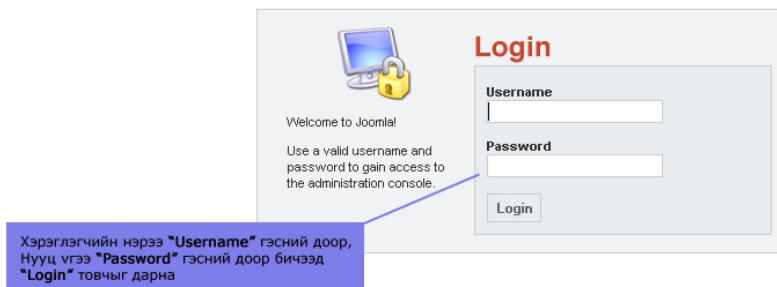 Login
Welcome to Joomla!
Use a valid username and
password to gain access to
the administration console.
Username
Password
Login
Хэрэглэгчийн нэрээ “Username” гэсний доор,
Нууц vгээ “Password” гэсний доор бичээд
“Login” товчыг дарна